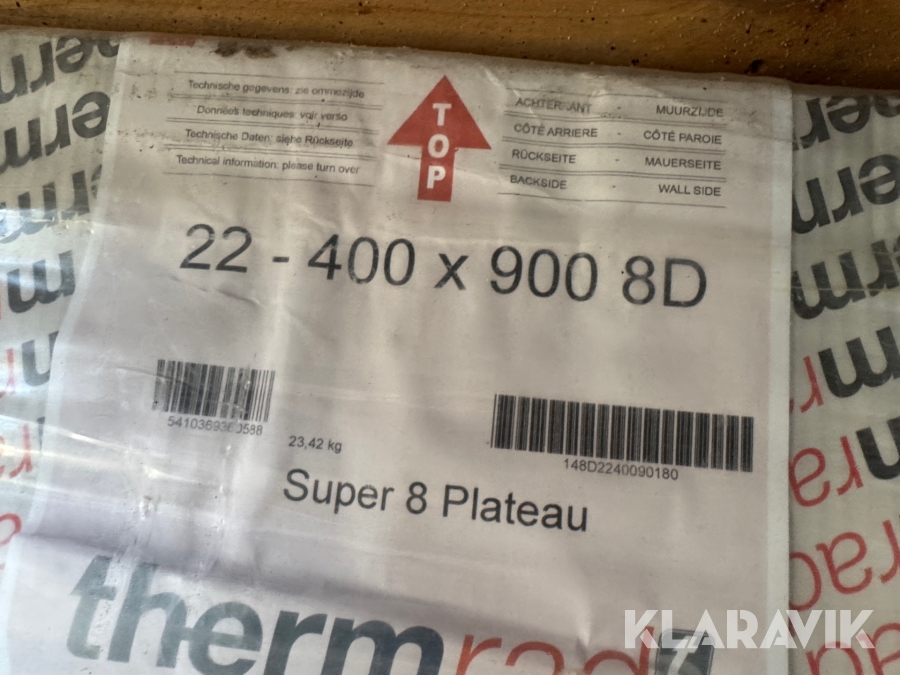 Technische gegevens: zie ommezijde
Données techniques: voir verso
Technische Daten: siehe Rückseite
Technical information: please turn over
TOP
ACHTERKANT - MUURZIJDE
CÔTÉ ARRIERE - CÔTÉ PAROIE
RÜCKSEITE - MAUERSEITE
BACKSIDE - WALL SIDE
22 - 400 x 900 8D
23,42 kg
148D2240090180
Super 8 Plateau
thermrad
KLARAVIK